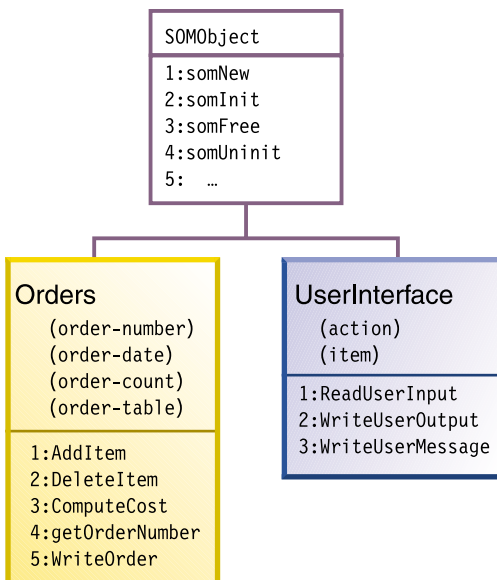 SOMObject
1:somNew
2:somInit
3:somFree
4:somUninit
5: …
Orders
(order-number)
(order-date)
(order-count)
(order-table)
1:AddItem
2:DeleteItem
3:ComputeCost
4:getOrderNumber
5:WriteOrder
UserInterface
(action)
(item)
1:ReadUserInput
2:WriteUserOutput
3:WriteUserMessage